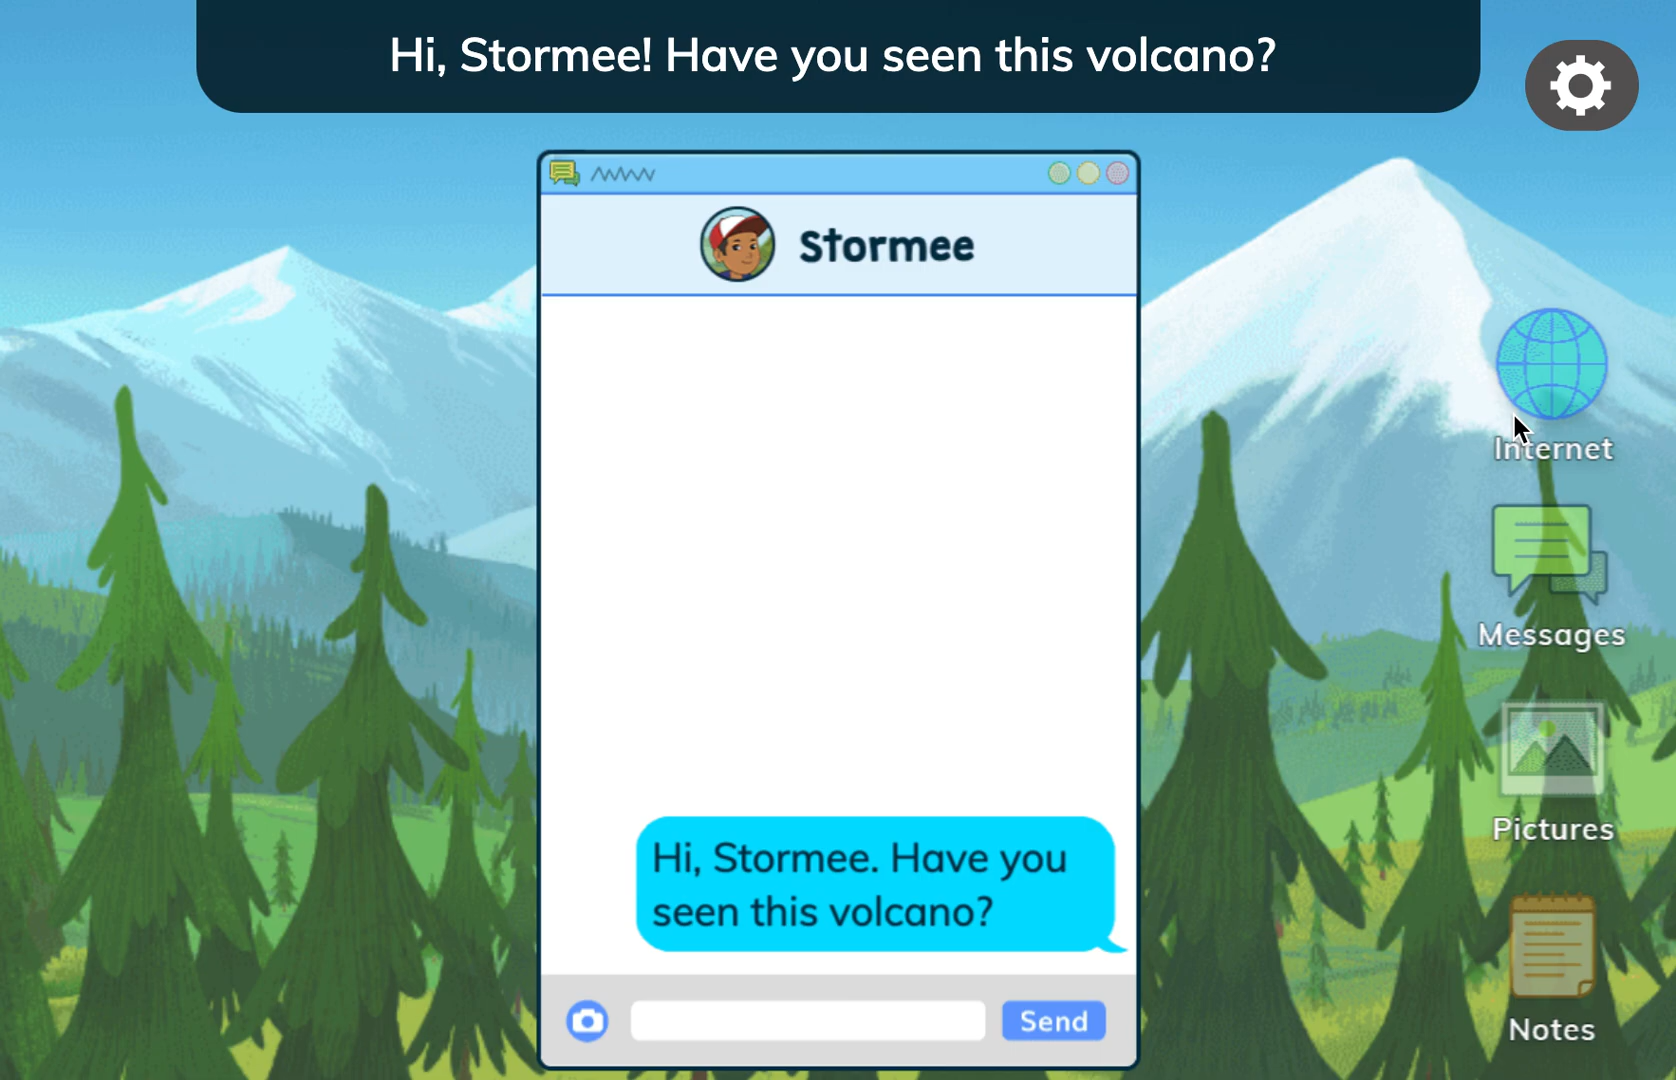 Hi, Stormee! Have you seen this volcano?
Stormee
Hi, Stormee. Have you
seen this volcano?
Send
Internet
Messages
Pictures
Notes